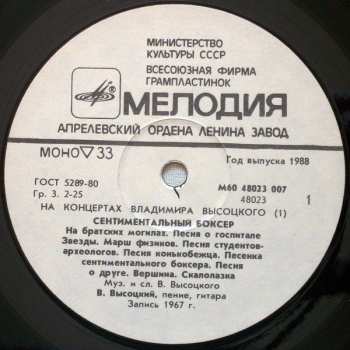 МИНИСТЕРСТВО
КУЛЬТУРЫ СССР
ВСЕСОЮЗНАЯ ФИРМА
ГРАМПЛАСТИНОК
МЕЛОДИЯ
АПРЕЛЕВСКИЙ ОРДЕНА ЛЕНИНА ЗАВОД
МОНО ▽ 33
Год выпуска 1988
ГОСТ 5289-80
М60 48023 007
Гр. 3. 2-25
48023
1
НА КОНЦЕРТАХ ВЛАДИМИРА ВЫСОЦКОГО (1)
СЕНТИМЕНТАЛЬНЫЙ БОКСЕР
На братских могилах. Песня о госпитале
Звезды. Марш физиков. Песня студентов-
археологов. Песня конькобежца. Песенка
сентиментального боксера. Песня
о друге. Вершина. Скалолазка
Муз. и сл. В. Высоцкого
В. Высоцкий, пение, гитара
Запись 1967 г.